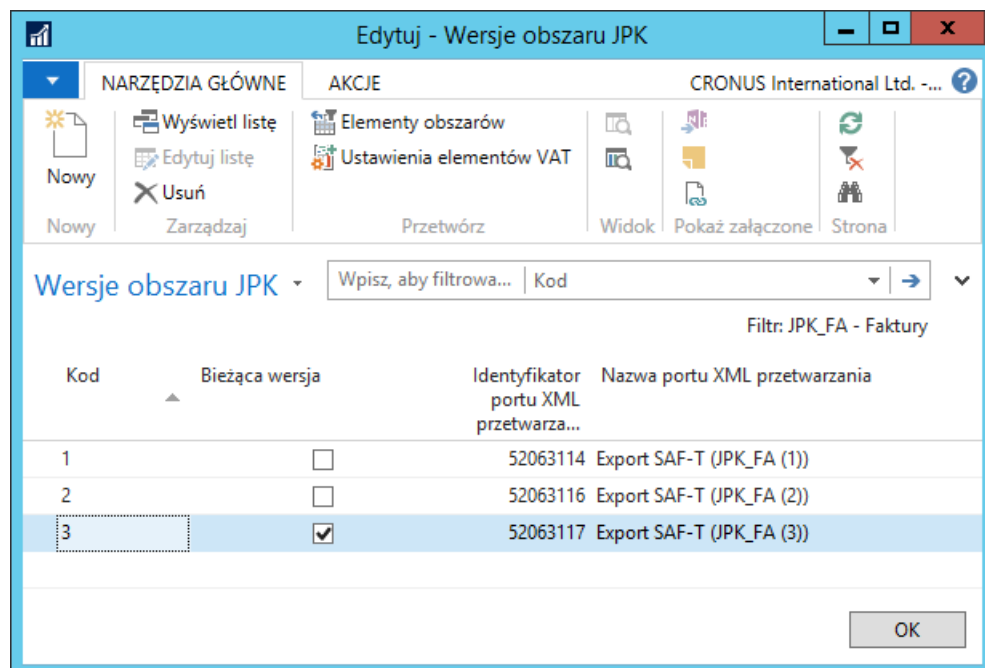 Edytuj - Wersje obszaru JPK
NARZĘDZIA GŁÓWNE AKCJE CRONUS International Ltd. -...
Nowy
Wyświetl listę
Edytuj listę
Usuń
Elementy obszarów
Ustawienia elementów VAT
Nowy Zarządzaj Przetwórz Widok Pokaż załączone Strona
Wersje obszaru JPK Wpisz, aby filtrowa... Kod
Filtr: JPK_FA - Faktury
Kod Bieżąca wersja Identyfikator portu XML przetwarza... Nazwa portu XML przetwarzania
1 52063114 Export SAF-T (JPK_FA (1))
2 52063116 Export SAF-T (JPK_FA (2))
3 52063117 Export SAF-T (JPK_FA (3))
OK